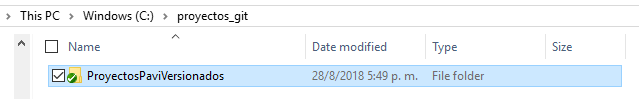 This PC > Windows (C:) > proyectos_git
Name Date modified Type Size
ProyectosPaviVersionados 28/8/2018 5:49 p. m. File folder